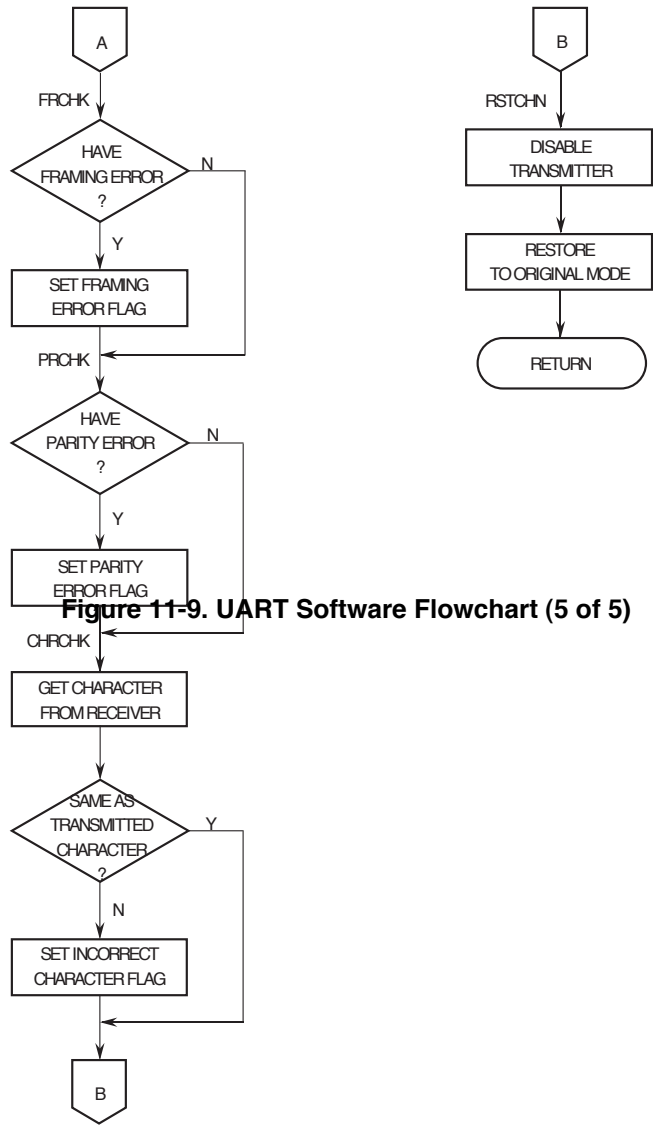 A
FRCHK
HAVE
FRAMING ERROR
?
N
Y
SET FRAMING
ERROR FLAG
PRCHK
HAVE
PARITY ERROR
?
N
Y
SET PARITY
ERROR FLAG
Figure 11-9. UART Software Flowchart (5 of 5)
CHRCHK
GET CHARACTER
FROM RECEIVER
SAME AS
TRANSMITTED
CHARACTER
?
Y
N
SET INCORRECT
CHARACTER FLAG
B
B
RSTCHN
DISABLE
TRANSMITTER
RESTORE
TO ORIGINAL MODE
RETURN